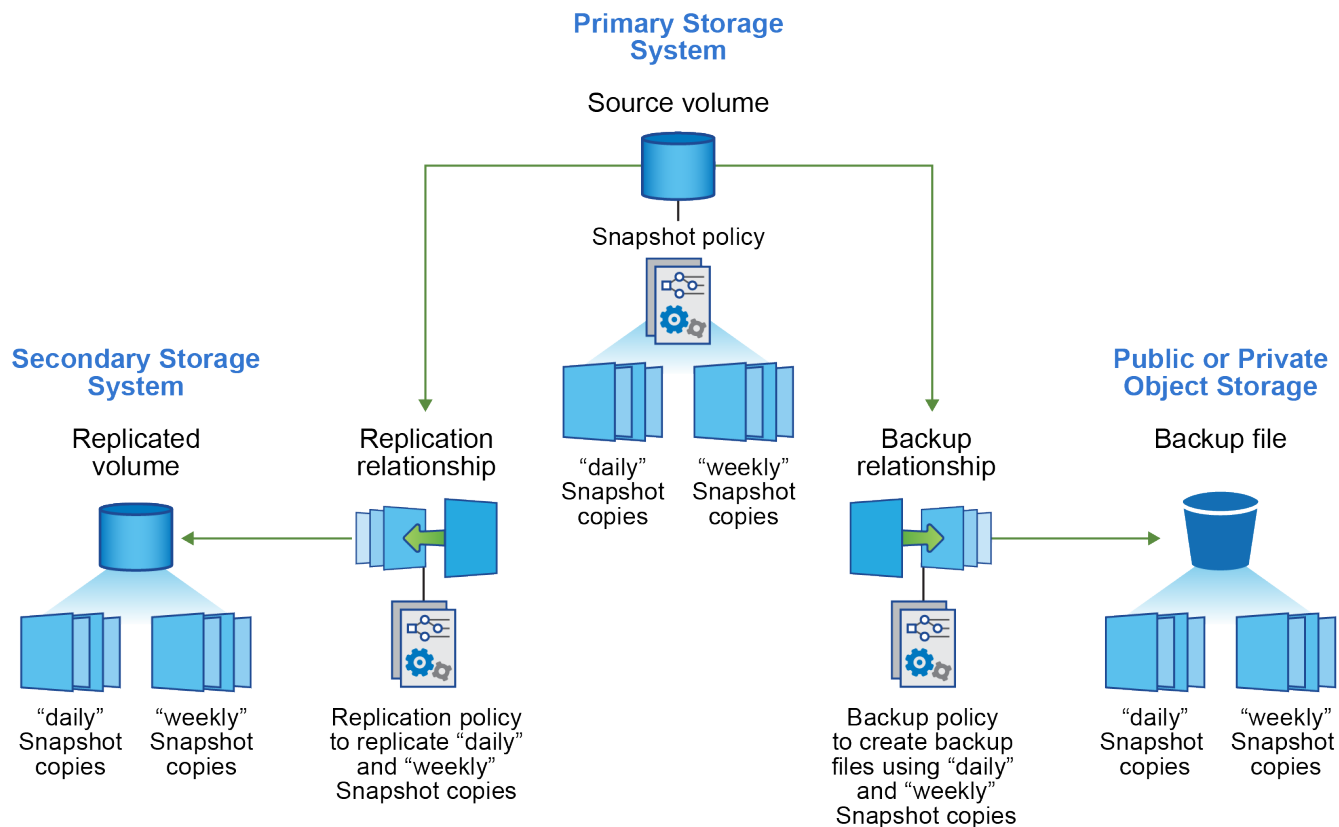 Primary Storage
System
Source volume
Snapshot policy
“daily”
Snapshot
copies
“weekly”
Snapshot
copies
Secondary Storage
System
Replicated
volume
“daily”
Snapshot
copies
“weekly”
Snapshot
copies
Replication
relationship
Replication policy
to replicate “daily”
and “weekly”
Snapshot copies
Backup
relationship
Backup policy
to create backup
files using “daily”
and “weekly”
Snapshot copies
Public or Private
Object Storage
Backup file
“daily”
Snapshot
copies
“weekly”
Snapshot
copies